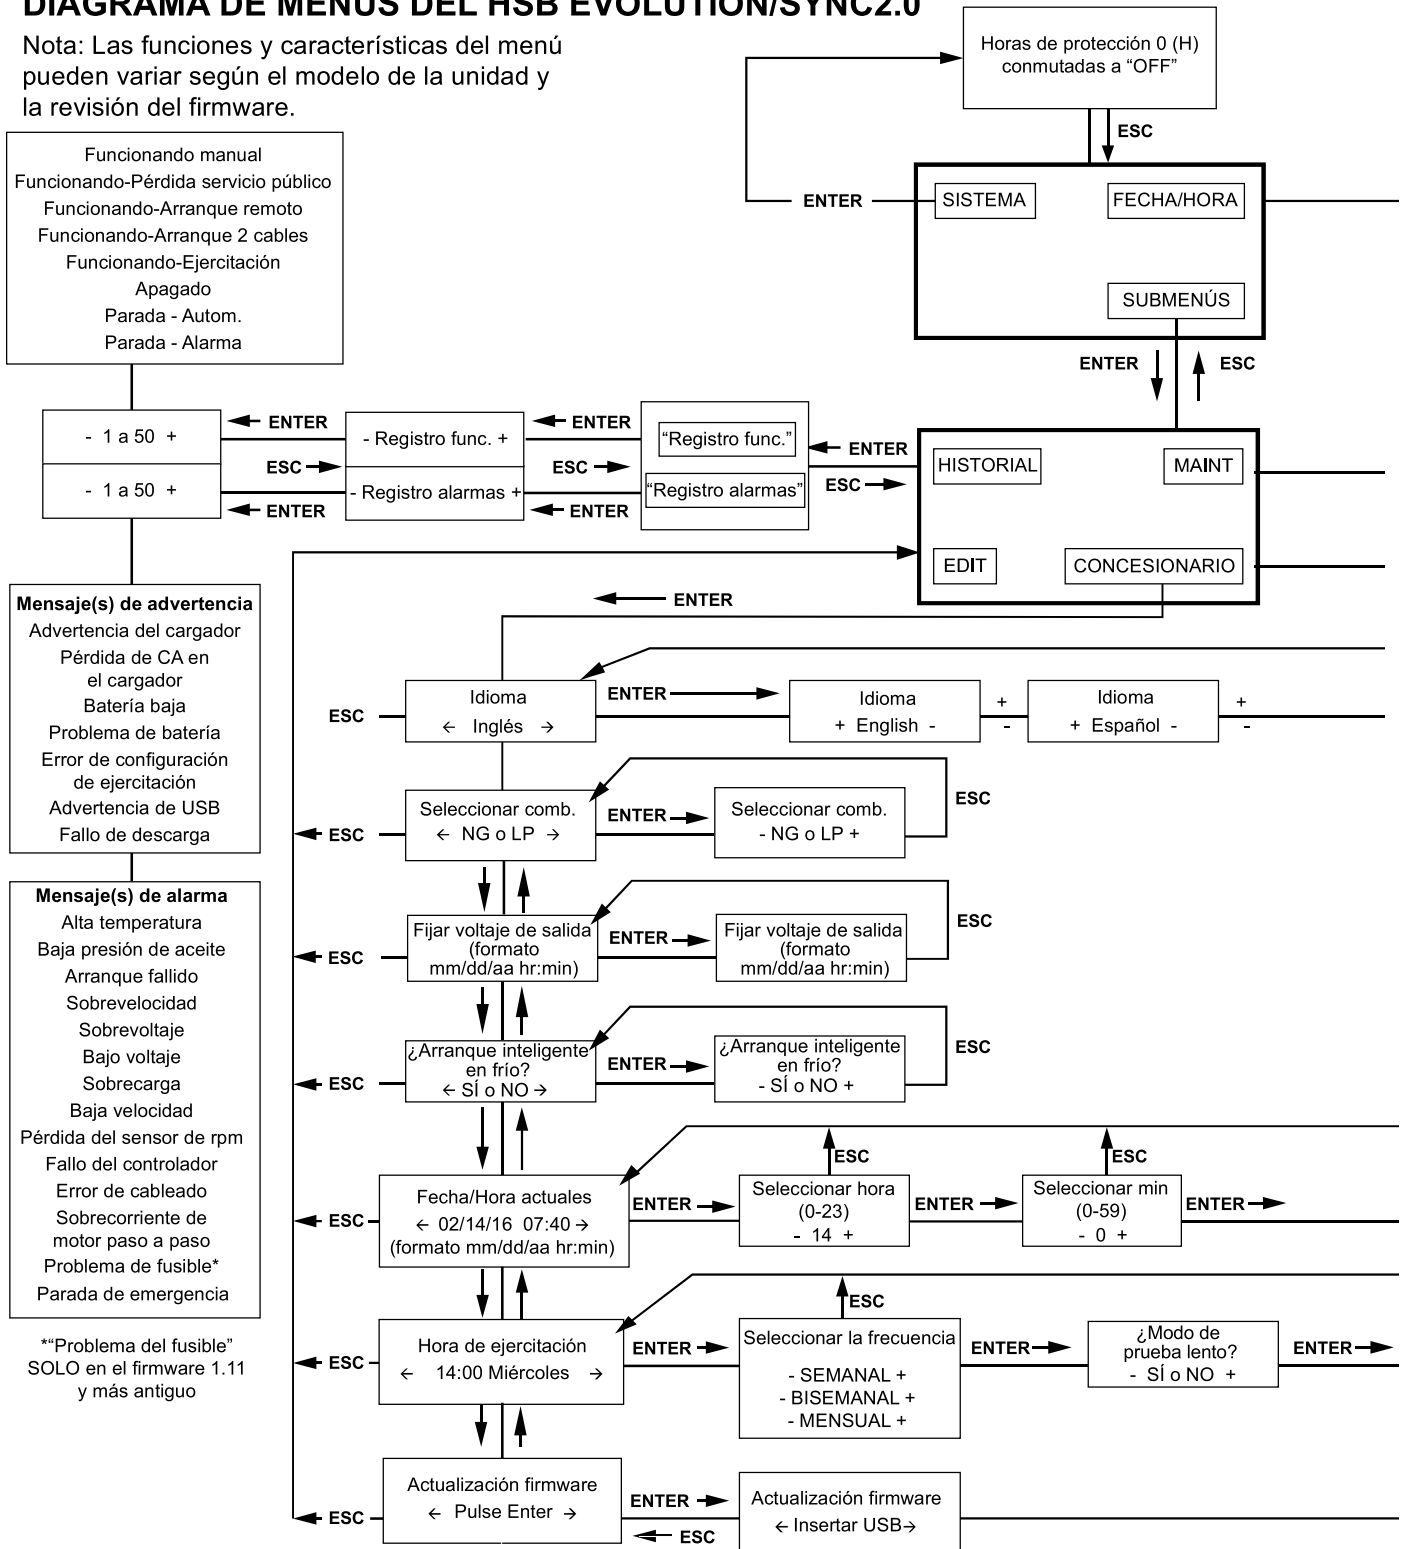 DIAGRAMA DE MENÚS DEL HSB EVOLUTION/SYNC2.0
Nota: Las funciones y características del menú
pueden variar según el modelo de la unidad y
la revisión del firmware.
Horas de protección 0 (H)
conmutadas a “OFF”
ESC
ENTER
SISTEMA
FECHA/HORA
SUBMENÚS
ENTER
ESC
Funcionando manual
Funcionando-Pérdida servicio público
Funcionando-Arranque remoto
Funcionando-Arranque 2 cables
Funcionando-Ejercitación
Apagado
Parada - Autom.
Parada - Alarma
- 1 a 50 +
ENTER
- Registro func. +
ENTER
“Registro func.”
ENTER
ESC
ESC
ESC
- 1 a 50 +
ENTER
- Registro alarmas +
ENTER
“Registro alarmas”
HISTORIAL
MAINT
EDIT
CONCESIONARIO
ENTER
Mensaje(s) de advertencia
Advertencia del cargador
Pérdida de CA en
el cargador
Batería baja
Problema de batería
Error de configuración
de ejercitación
Advertencia de USB
Fallo de descarga
Mensaje(s) de alarma
Alta temperatura
Baja presión de aceite
Arranque fallido
Sobrevelocidad
Sobrevoltaje
Bajo voltaje
Sobrecarga
Baja velocidad
Pérdida del sensor de rpm
Fallo del controlador
Error de cableado
Sobrecorriente de
motor paso a paso
Problema de fusible*
Parada de emergencia
*“Problema del fusible”
SOLO en el firmware 1.11
y más antiguo
ESC
Idioma
← Inglés →
ENTER
Idioma
+ English -
+
-
Idioma
+ Español -
+
-
ESC
Seleccionar comb.
← NG o LP →
ENTER
Seleccionar comb.
- NG o LP +
ESC
ESC
Fijar voltaje de salida
(formato
mm/dd/aa hr:min)
ENTER
Fijar voltaje de salida
(formato
mm/dd/aa hr:min)
ESC
ESC
¿Arranque inteligente
en frío?
← SÍ o NO →
ENTER
¿Arranque inteligente
en frío?
- SÍ o NO +
ESC
ESC
Fecha/Hora actuales
← 02/14/16 07:40 →
(formato mm/dd/aa hr:min)
ENTER
ESC
Seleccionar hora
(0-23)
- 14 +
ENTER
ESC
Seleccionar min
(0-59)
- 0 +
ENTER
ESC
Hora de ejercitación
← 14:00 Miércoles →
ENTER
ESC
Seleccionar la frecuencia
- SEMANAL +
- BISEMANAL +
- MENSUAL +
ENTER
¿Modo de
prueba lento?
- SÍ o NO +
ENTER
ESC
Actualización firmware
← Pulse Enter →
ENTER
ESC
Actualización firmware
← Insertar USB→